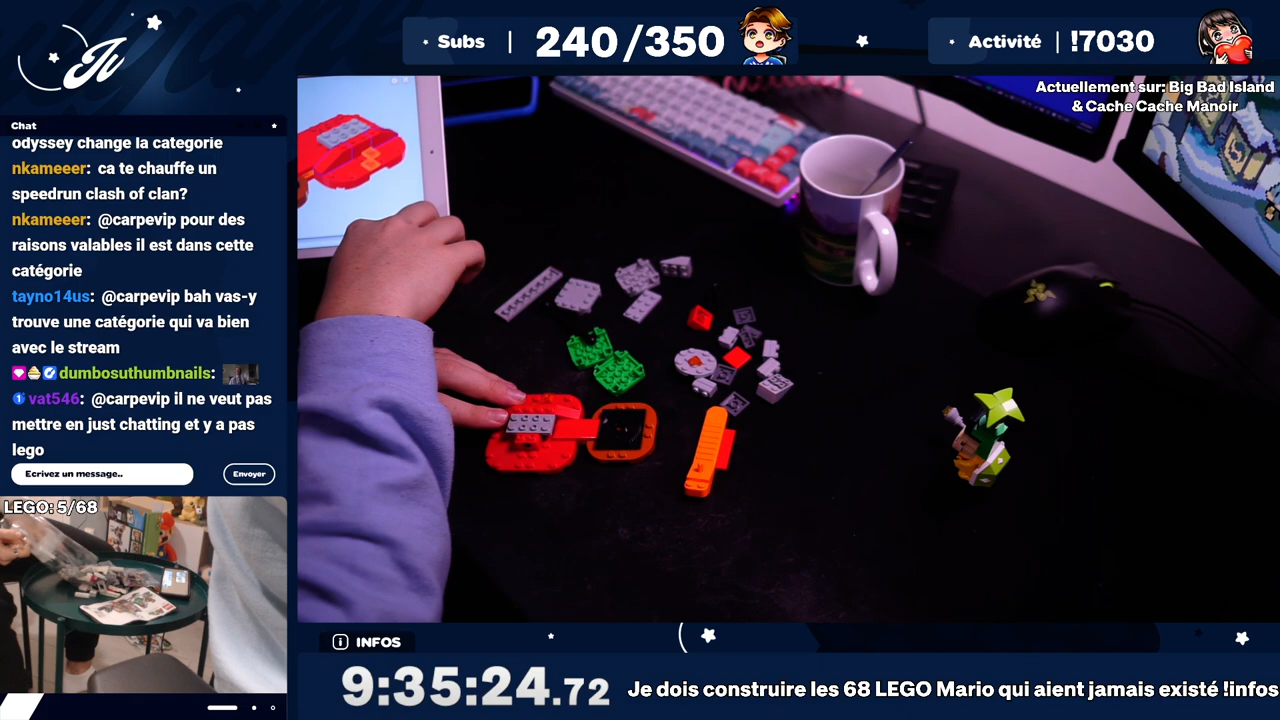 Subs | 240/350
Activité | !7030
Actuellement sur: Big Bad Island
& Cache Cache Manoir
Chat
odyssey change la categorie
nkameeer: ca te chauffe un
speedrun clash of clan?
nkameeer: @carpevip pour des
raisons valables il est dans cette
catégorie
tayno14us: @carpevip bah vas-y
trouve une catégorie qui va bien
avec le stream
dumbosuthumbnails:
vat546: @carpevip il ne veut pas
mettre en just chatting et y a pas
lego
Ecrivez un message..
Envoyer
LEGO: 5/68
INFOS
9:35:24.72
Je dois construire les 68 LEGO Mario qui aient jamais existé !infos